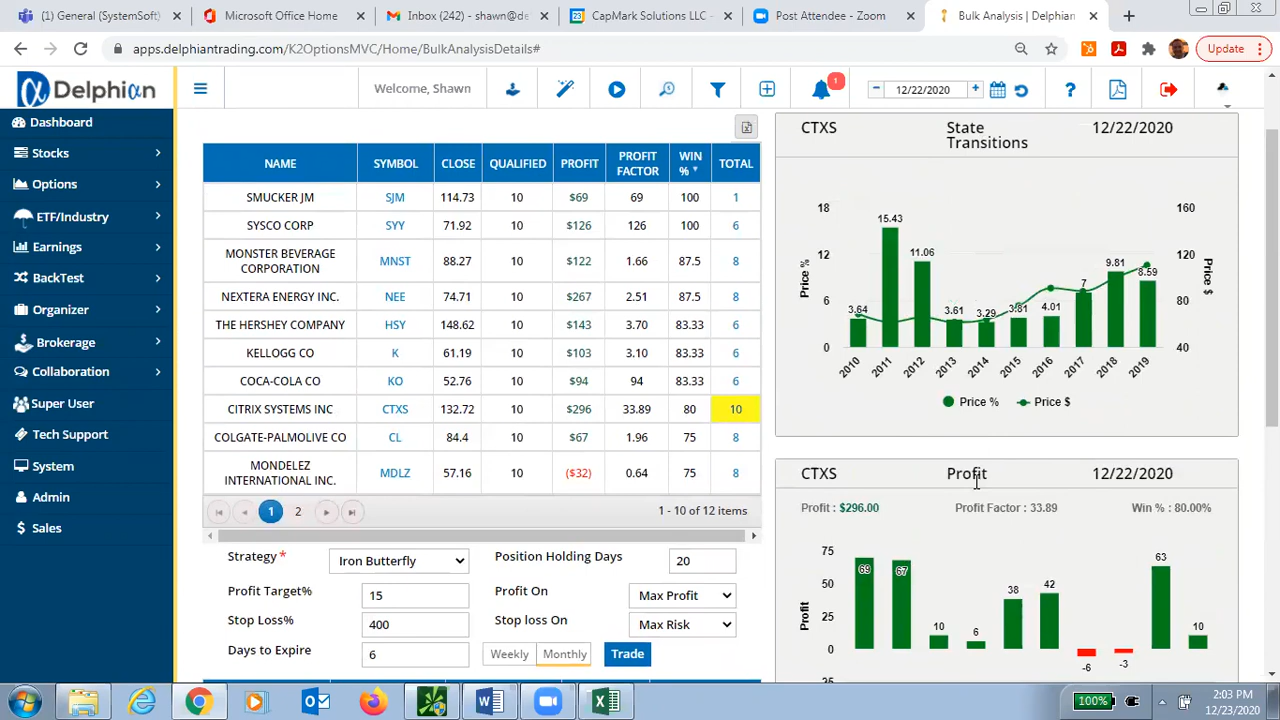 1) General (SystemSoft
Microsoft Office Home
Inbox (242) - shawn@de
CapMark Solutions LLC -
Post Attendee - Zoom
Bulk Analysis | Delphian
apps.delphiantrading.com/K2OptionsMVC/Home/BulkAnalysisDetails#
Update
Delphian
Welcome, Shawn
1
12/22/2020
Dashboard
Stocks
Options
ETF/Industry
Earnings
BackTest
Organizer
Brokerage
Collaboration
Super User
Tech Support
System
Admin
Sales
NAME SYMBOL CLOSE QUALIFIED PROFIT PROFIT FACTOR WIN % TOTAL
SMUCKER JM SJM 114.73 10 $69 69 100 1
SYSCO CORP SYY 71.92 10 $126 126 100 6
MONSTER BEVERAGE
CORPORATION MNST 88.27 10 $122 1.66 87.5 8
NEXTERA ENERGY INC. NEE 74.71 10 $267 2.51 87.5 8
THE HERSHEY COMPANY HSY 148.62 10 $143 3.70 83.33 6
KELLOGG CO K 61.19 10 $103 3.10 83.33 6
COCA-COLA CO KO 52.76 10 $94 94 83.33 6
CITRIX SYSTEMS INC CTXS 132.72 10 $296 33.89 80 10
COLGATE-PALMOLIVE CO CL 84.4 10 $67 1.96 75 8
MONDELEZ
INTERNATIONAL INC. MDLZ 57.16 10 ($32) 0.64 75 8
1 2 1 - 10 of 12 items
Strategy * Iron Butterfly Position Holding Days 20
Profit Target% 15 Profit On Max Profit
Stop Loss% 400 Stop loss On Max Risk
Days to Expire 6 Weekly Monthly Trade
CTXS State
Transitions 12/22/2020
18 160
15.43
12 11.06 120
9.81
8.59
7
6 80
3.64 3.61 3.29 3.81 4.01
0 40
Price %
Price $
2010 2011 2012 2013 2014 2015 2016 2017 2018 2019
Price % Price $
CTXS Profit 12/22/2020
Profit : $296.00 Profit Factor : 33.89 Win % : 80.00%
75
69 67 63
50
38 42
25
10 6 10
0
-6 -3
Profit
100%
2:03 PM
12/23/2020